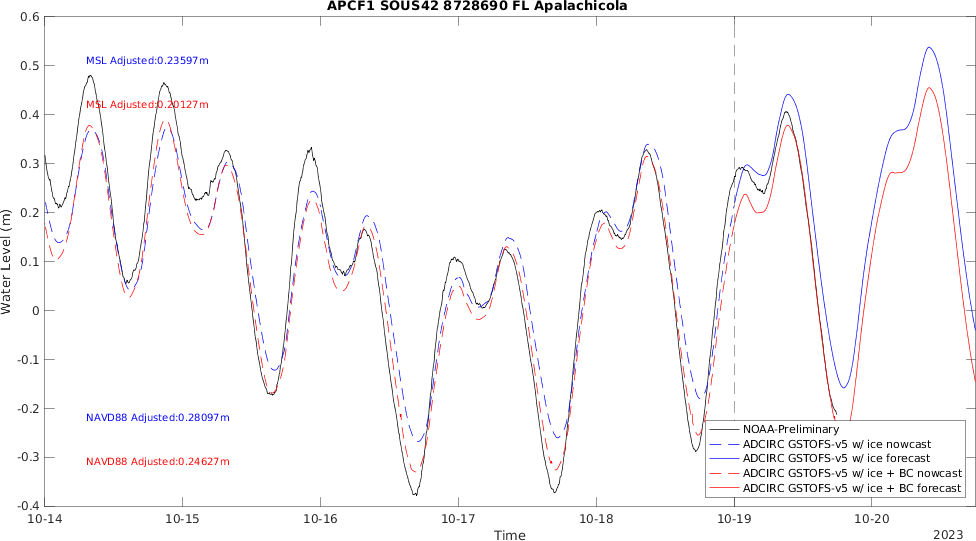 APCF1 SOUS42 8728690 FL Apalachicola
0.6
0.5
0.4
0.3
0.2
0.1
0
-0.1
-0.2
-0.3
-0.4
Water Level (m)
MSL Adjusted:0.23597m
MSL Adjusted:0.20127m
NAVD88 Adjusted:0.28097m
NAVD88 Adjusted:0.24627m
NOAA-Preliminary
ADCIRC GSTOFS-v5 w/ ice nowcast
ADCIRC GSTOFS-v5 w/ ice forecast
ADCIRC GSTOFS-v5 w/ ice + BC nowcast
ADCIRC GSTOFS-v5 w/ ice + BC forecast
10-14 10-15 10-16 10-17 10-18 10-19 10-20
Time
2023